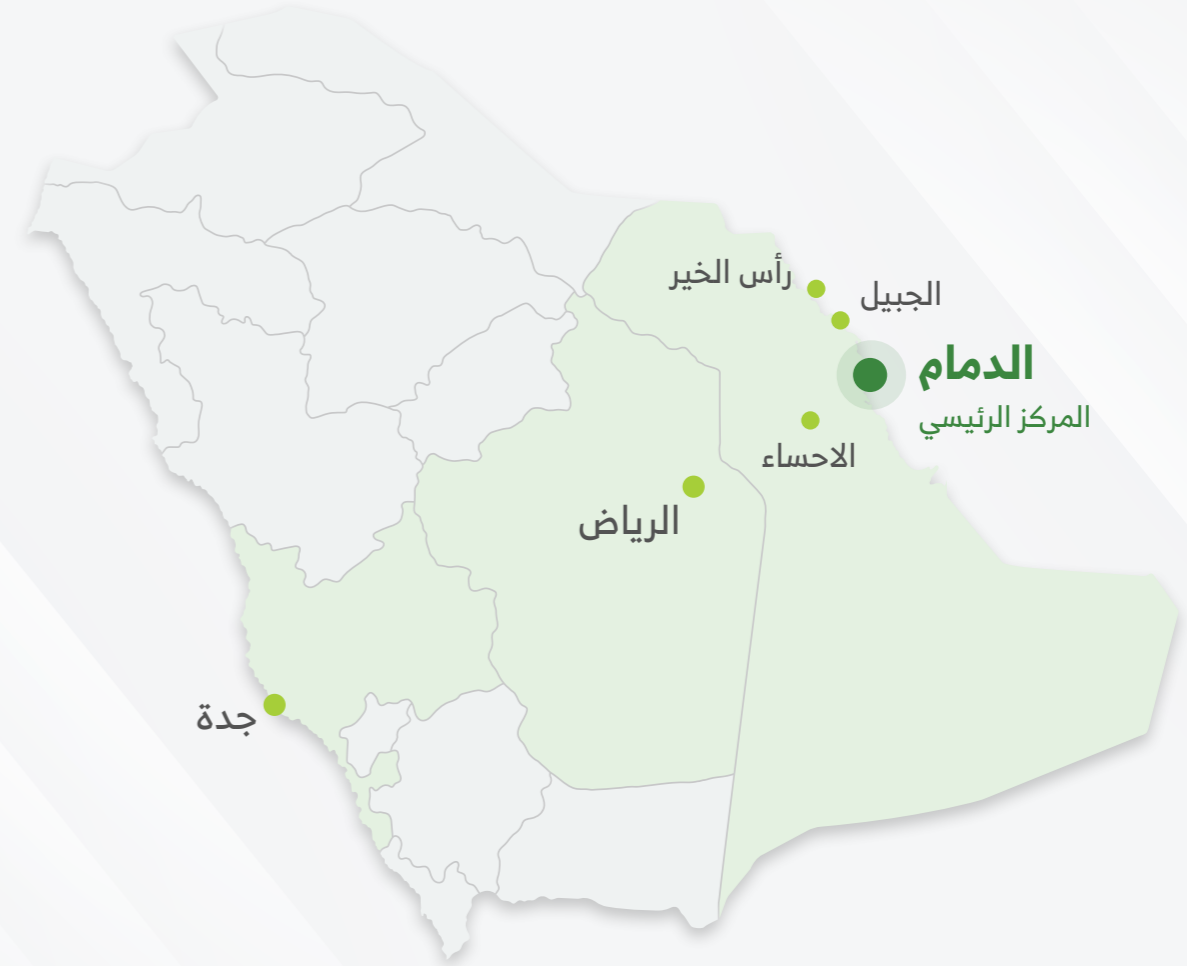 رأس الخير
الجبيل
الدمام
المركز الرئيسي
الاحساء
الرياض
جدة